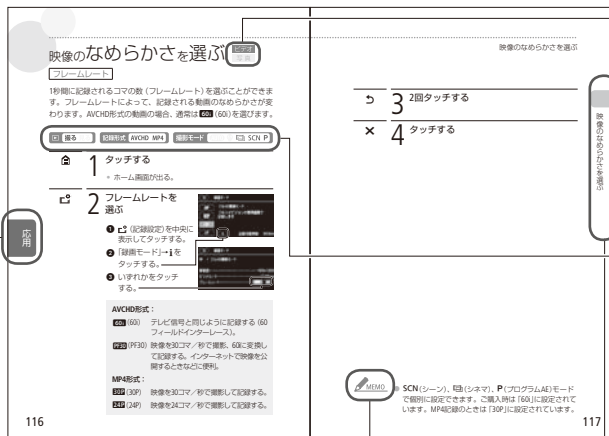 映像のなめらかさを選ぶ
ビデオ
写真
フレームレート
1秒間に記録されるコマの数（フレームレート）を選ぶことができま
す。フレームレートによって、記録される動画のなめらかさが変
わります。AVCHD形式の動画の場合、通常は 60i (60i)を選びます。
撮る 記録形式 AVCHD MP4 撮影モード SCN P
1 タッチする
• ホーム画面が出る。
2 フレームレートを
選ぶ
❶ (記録設定)を中央に
表示してタッチする。
❷ 「録画モード」→ i を
タッチする。
❸ いずれかをタッチ
する。
AVCHD形式：
60i (60i) テレビ信号と同じように記録する (60
フィールドインターレース)。
PF30 (PF30) 映像を30コマ／秒で撮影、60iに変換し
て記録する。インターネットで映像を公
開するときなどに便利。
MP4形式：
30P (30P) 映像を30コマ／秒で撮影して記録する。
24P (24P) 映像を24コマ／秒で撮影して記録する。
応用
116
映像のなめらかさを選ぶ
3 2回タッチする
4 タッチする
映像のなめらかさを選ぶ
MEMO
• SCN(シーン)、(シネマ)、P(プログラムAE)モード
で個別に設定できます。ご購入時は「60i」に設定されて
います。MP4記録のときは「30P」に設定されています。
117